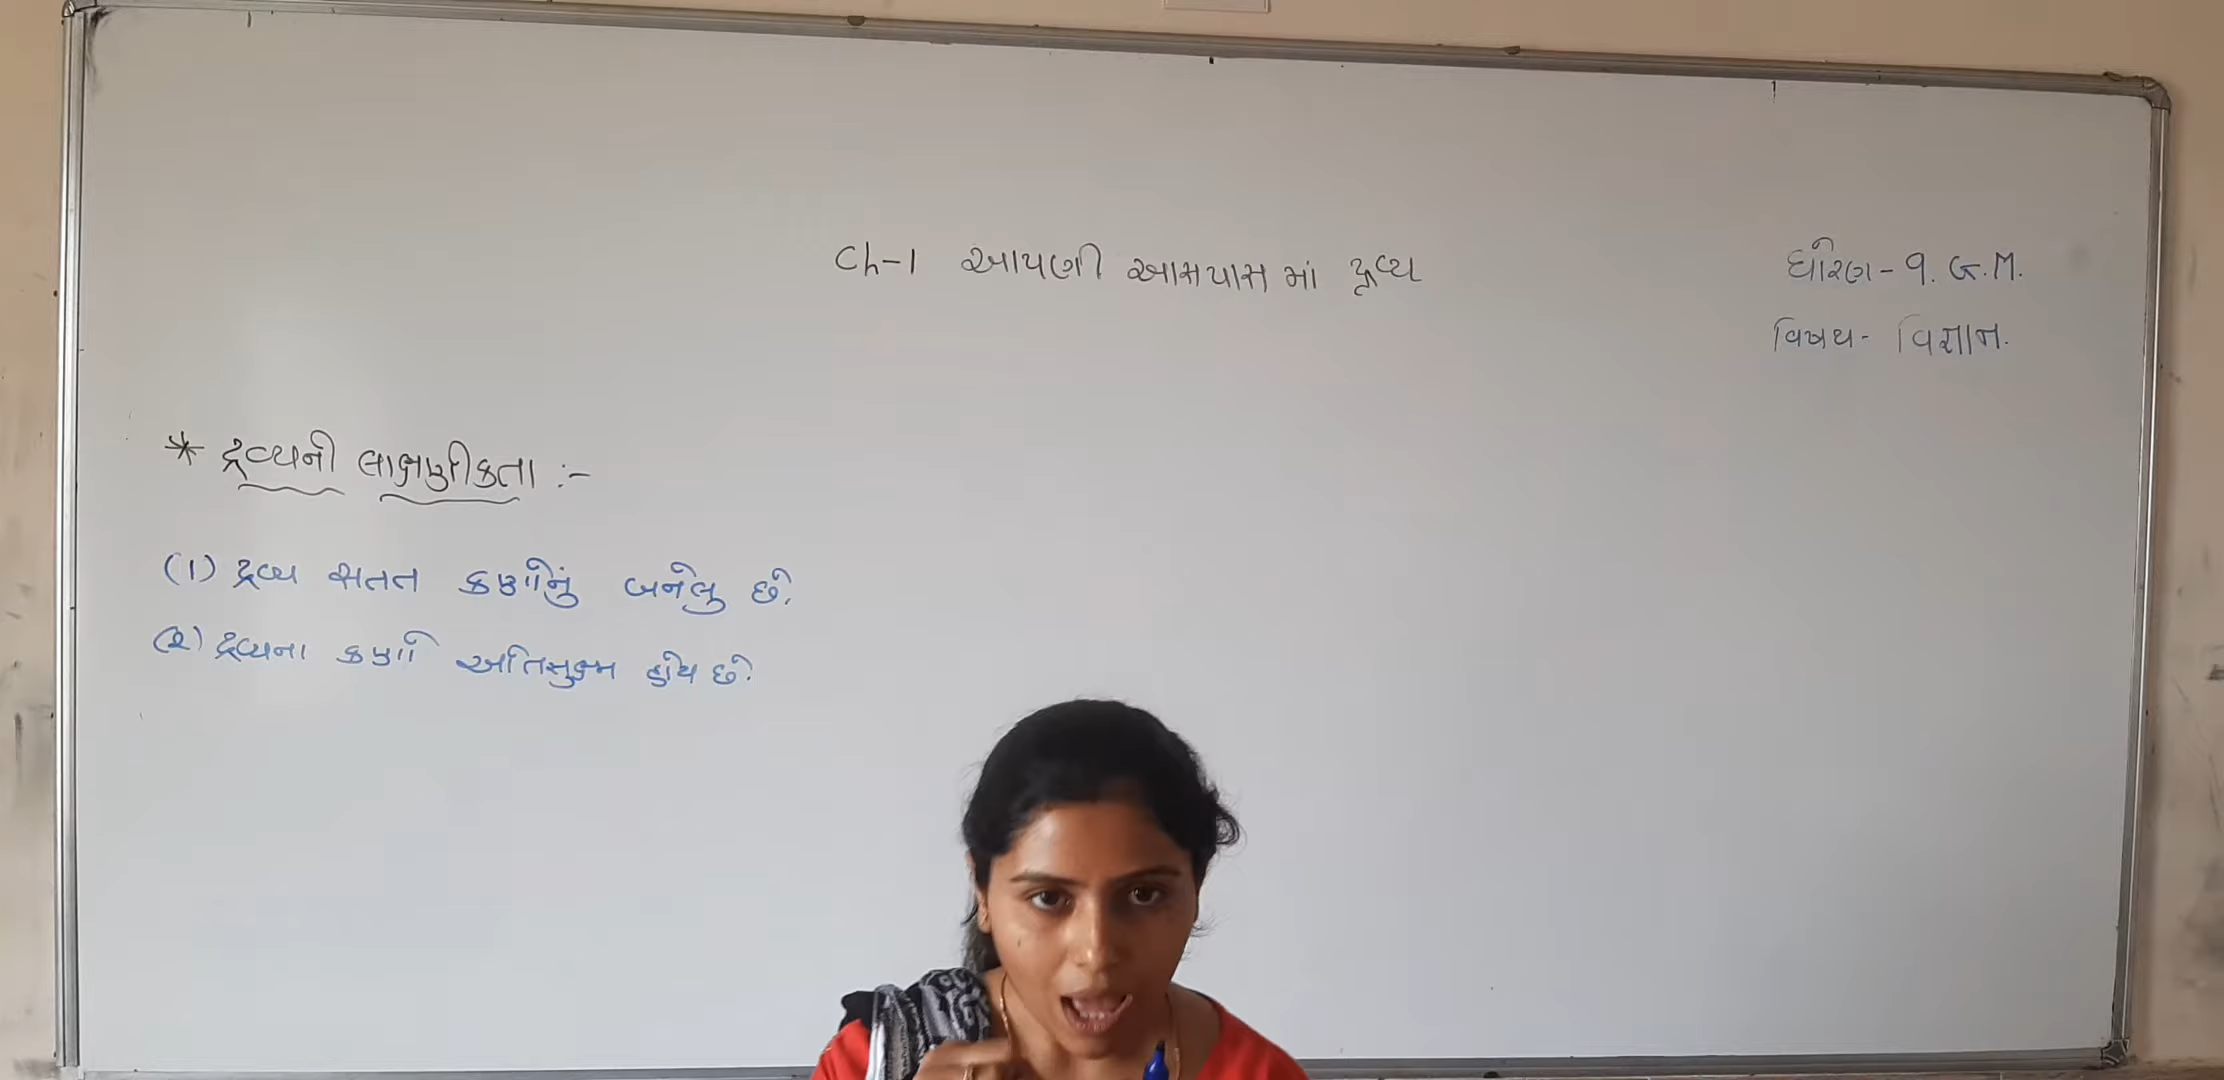 Ch-1 આપણી આસપાસ માં દ્રવ્ય
ધોરણ - 9. G.M.
વિષય - વિજ્ઞાન.
* દ્રવ્યની લાક્ષણીકતા :-
(1) દ્રવ્ય સતત કણોનું બનેલુ છે.
(2) દ્રવ્યના કણો અતિસુક્ષ્મ હોય છે.